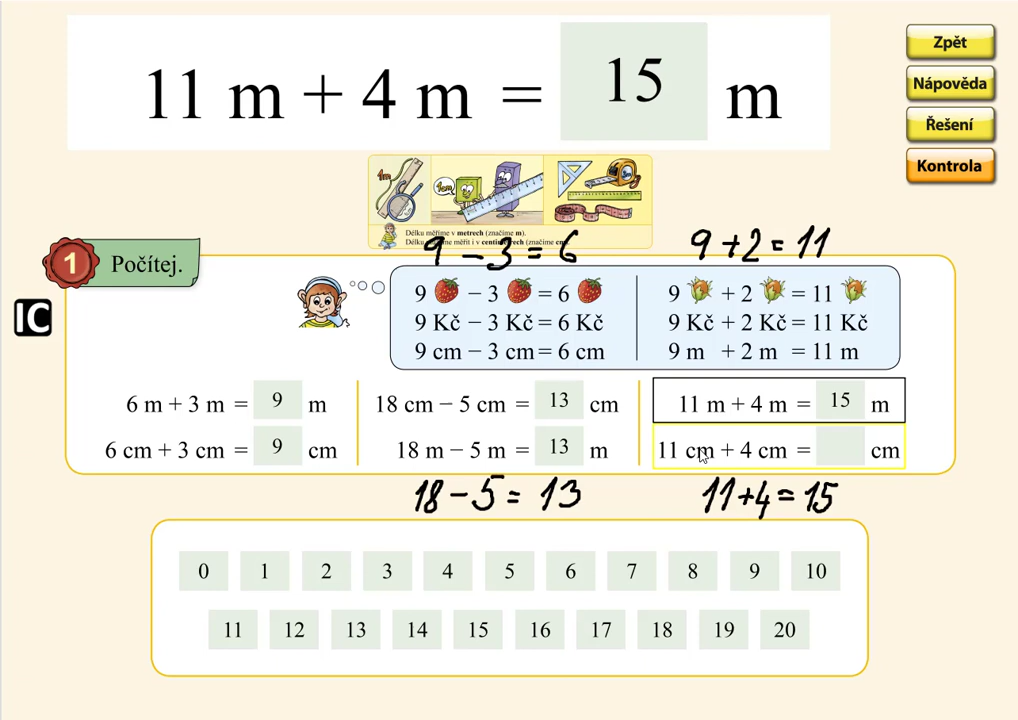 11 m + 4 m = 15 m
Zpět
Nápověda
Řešení
Kontrola
1m
1cm
Délku měříme v metrech (značíme m).
9 − 3 = 6
9 + 2 = 11
1 Počítej.
IC
9 − 3 = 6
9 Kč − 3 Kč = 6 Kč
9 cm − 3 cm = 6 cm
9 + 2 = 11
9 Kč + 2 Kč = 11 Kč
9 m + 2 m = 11 m
6 m + 3 m = 9 m
6 cm + 3 cm = 9 cm
18 cm − 5 cm = 13 cm
18 m − 5 m = 13 m
11 m + 4 m = 15 m
11 cm + 4 cm = cm
18 − 5 = 13
11 + 4 = 15
0 1 2 3 4 5 6 7 8 9 10
11 12 13 14 15 16 17 18 19 20